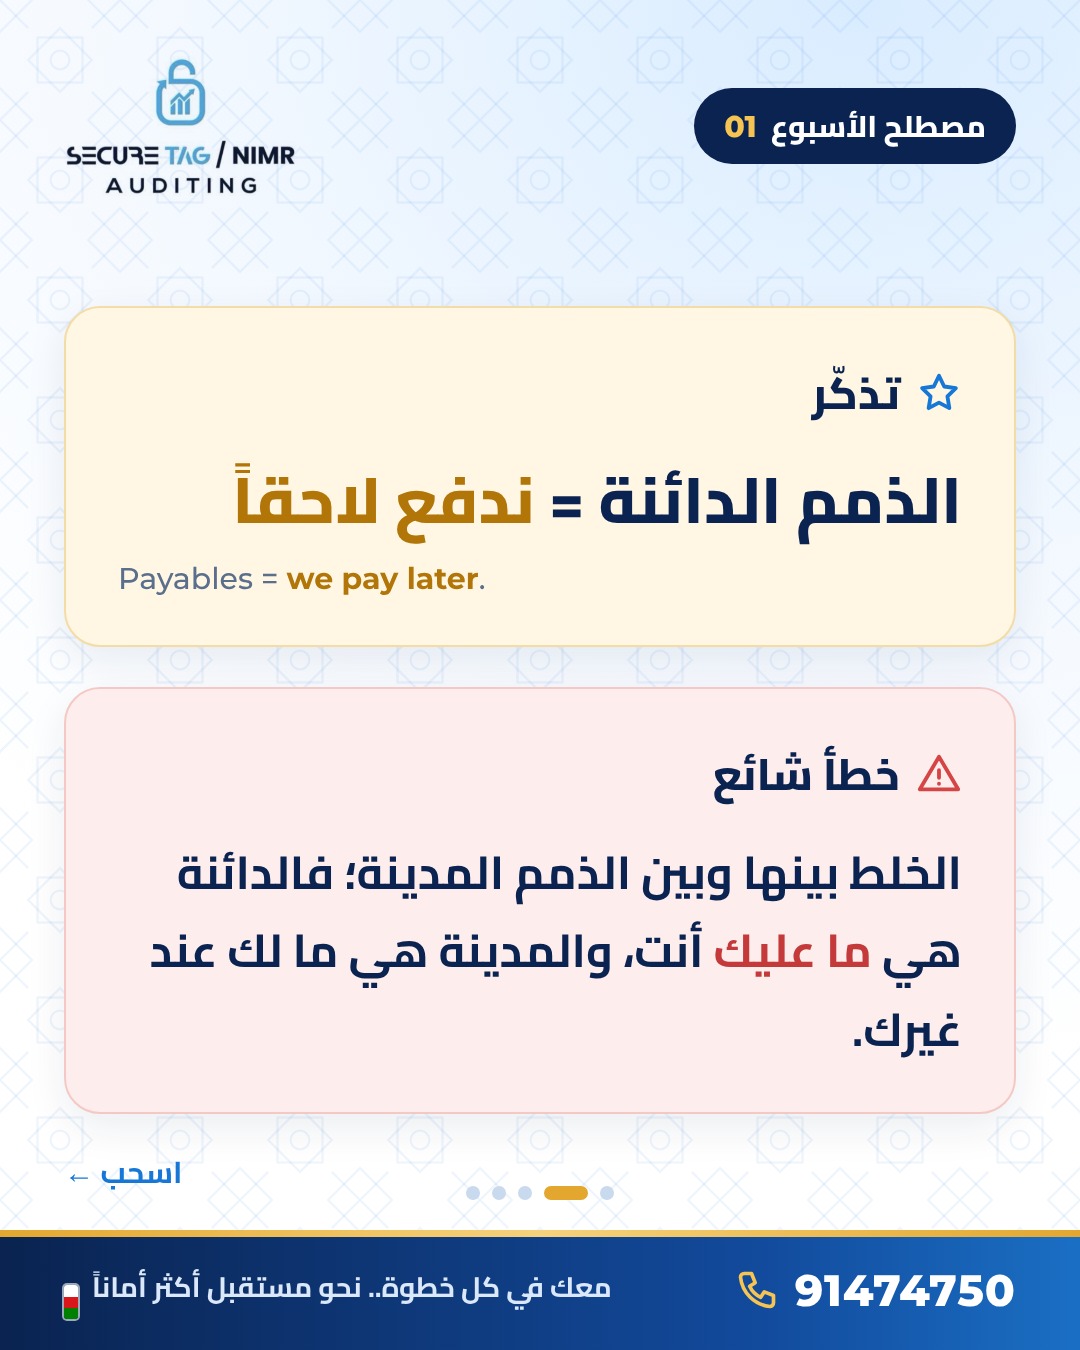 مصطلح الأسبوع 01
SECURE TAG / NIMR
AUDITING
تذكّر
الذمم الدائنة = ندفع لاحقاً
Payables = we pay later.
خطأ شائع
الخلط بينها وبين الذمم المدينة؛ فالدائنة
هي ما عليك أنت، والمدينة هي ما لك عند
غيرك.
اسحب ←
91474750
معك في كل خطوة.. نحو مستقبل أكثر أماناً